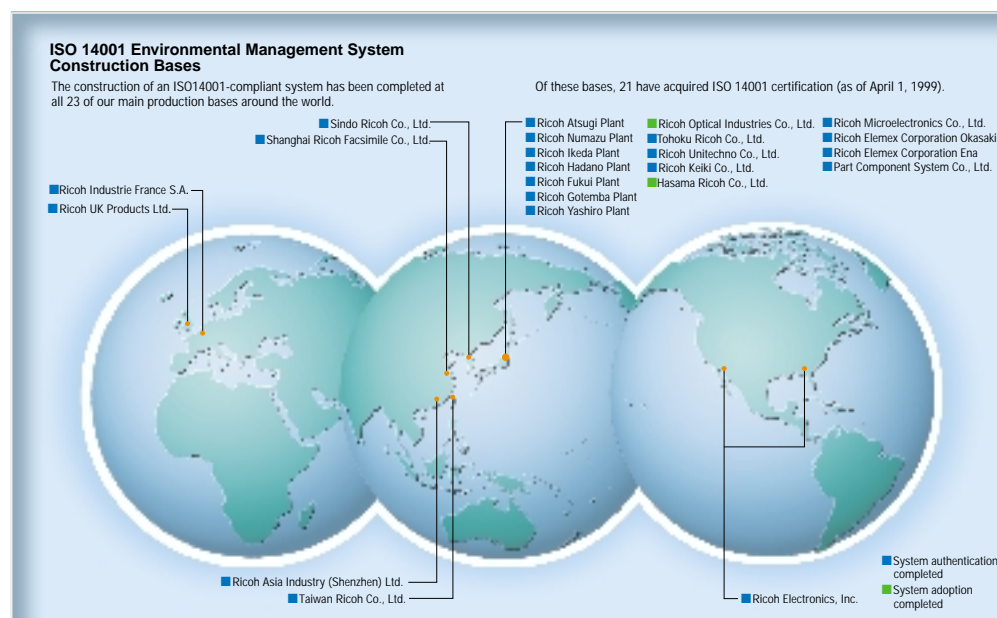 ISO 14001 Environmental Management System
Construction Bases
The construction of an ISO14001-compliant system has been completed at
all 23 of our main production bases around the world.
Of these bases, 21 have acquired ISO 14001 certification (as of April 1, 1999).
Sindo Ricoh Co., Ltd.
Shanghai Ricoh Facsimile Co., Ltd.
Ricoh Industrie France S.A.
Ricoh UK Products Ltd.
Ricoh Atsugi Plant
Ricoh Numazu Plant
Ricoh Ikeda Plant
Ricoh Hadano Plant
Ricoh Fukui Plant
Ricoh Gotemba Plant
Ricoh Yashiro Plant
Ricoh Optical Industries Co., Ltd.
Tohoku Ricoh Co., Ltd.
Ricoh Unitechno Co., Ltd.
Ricoh Keiki Co., Ltd.
Hasama Ricoh Co., Ltd.
Ricoh Microelectronics Co., Ltd.
Ricoh Elemex Corporation Okasaki
Ricoh Elemex Corporation Ena
Part Component System Co., Ltd.
Ricoh Asia Industry (Shenzhen) Ltd.
Taiwan Ricoh Co., Ltd.
Ricoh Electronics, Inc.
System authentication
completed
System adoption
completed